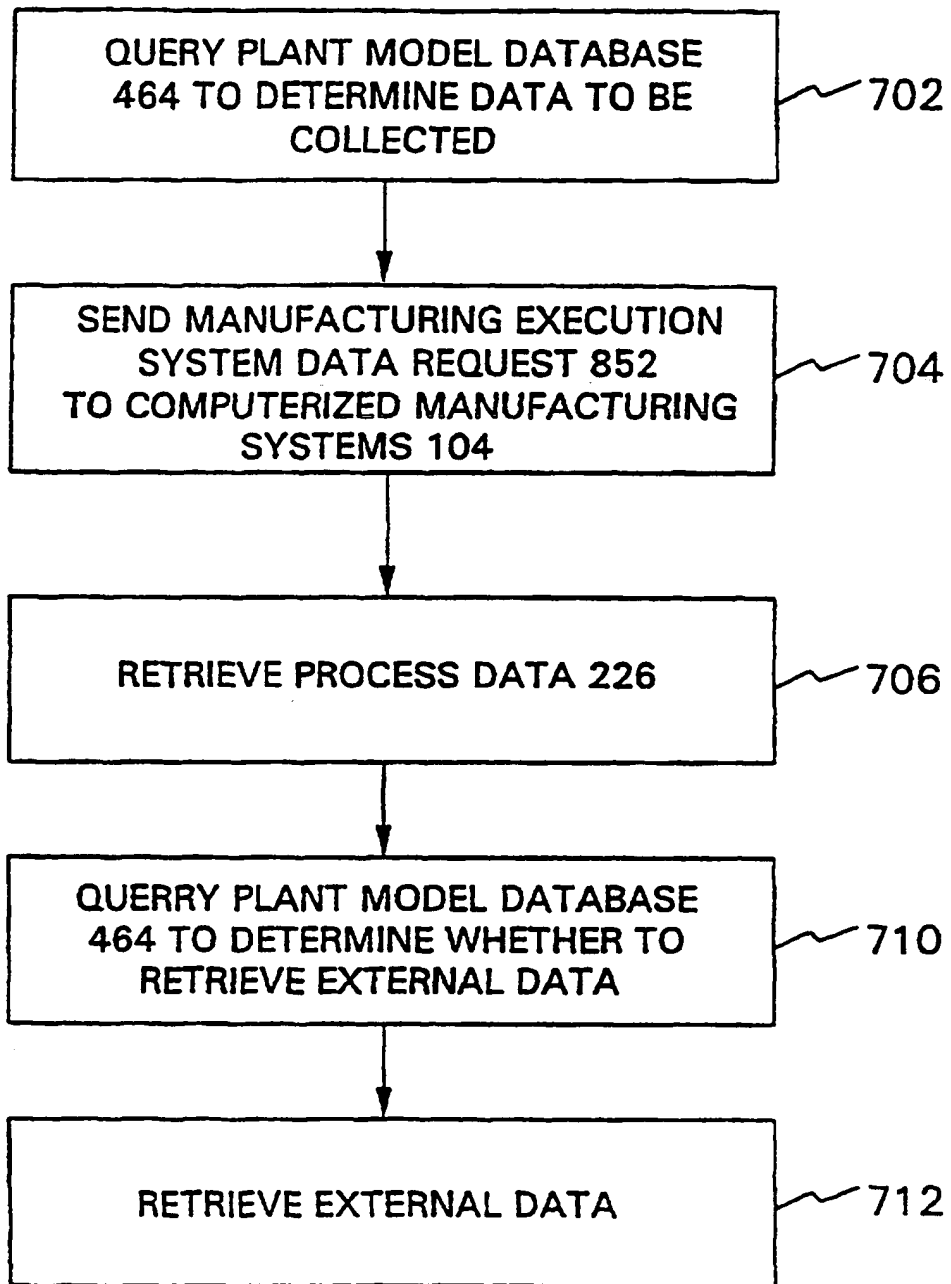 QUERY PLANT MODEL DATABASE
464 TO DETERMINE DATA TO BE
COLLECTED
702
SEND MANUFACTURING EXECUTION
SYSTEM DATA REQUEST 852
TO COMPUTERIZED MANUFACTURING
SYSTEMS 104
704
RETRIEVE PROCESS DATA 226
706
QUERRY PLANT MODEL DATABASE
464 TO DETERMINE WHETHER TO
RETRIEVE EXTERNAL DATA
710
RETRIEVE EXTERNAL DATA
712